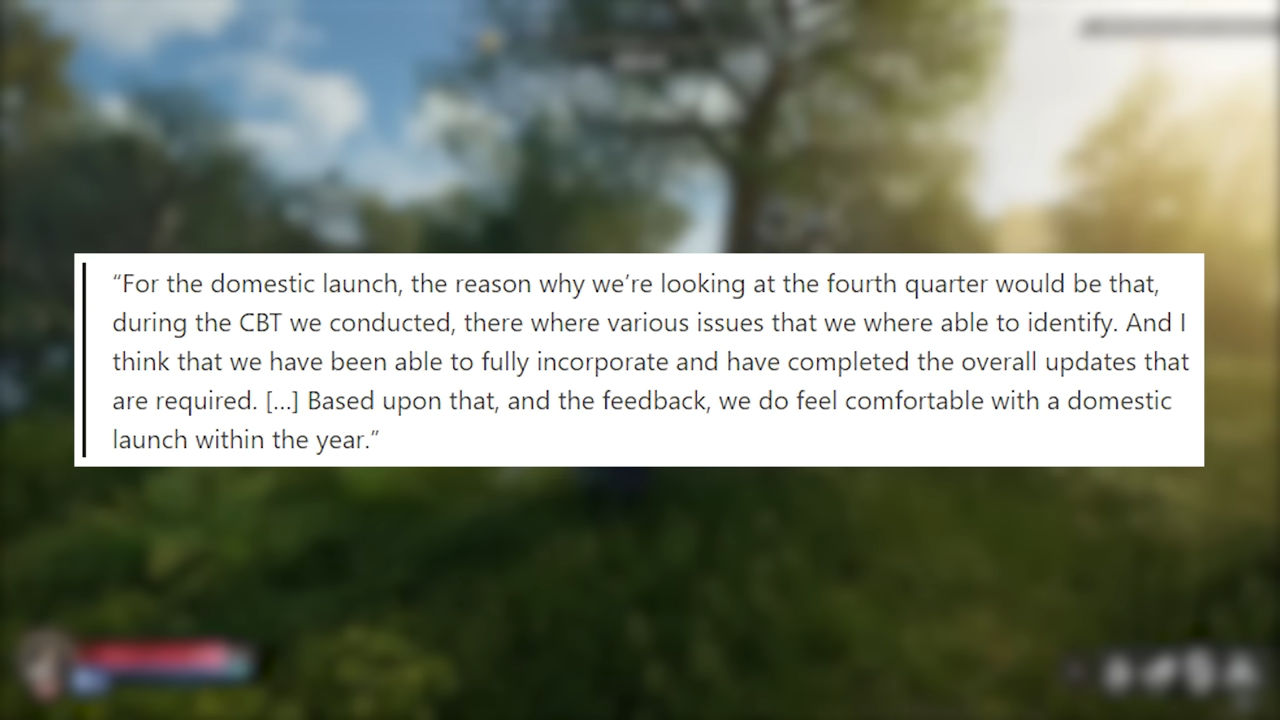 “For the domestic launch, the reason why we’re looking at the fourth quarter would be that,
during the CBT we conducted, there where various issues that we where able to identify. And I
think that we have been able to fully incorporate and have completed the overall updates that
are required. [...] Based upon that, and the feedback, we do feel comfortable with a domestic
launch within the year.”